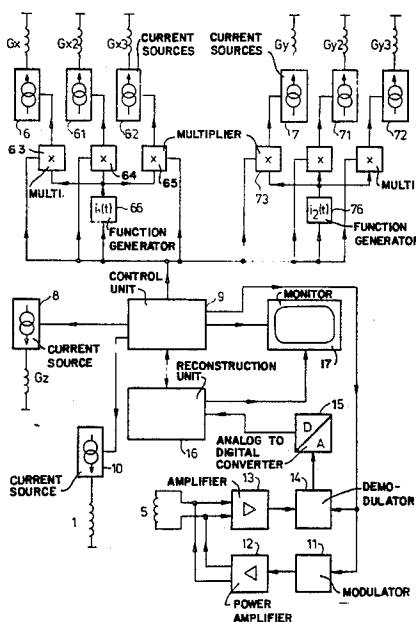 Gx Gx2 Gx3 Gy Gy2 Gy3
CURRENT SOURCES
CURRENT SOURCES
6 61 62 7 71 72
63
MULTIPLIER
x x x x x x
MULTI.
64
65
73
MULTI
i₁(t) 66
i₂(t) 76
FUNCTION GENERATOR
FUNCTION GENERATOR
CONTROL UNIT
8
9
MONITOR
CURRENT SOURCE
17
Gz
RECONSTRUCTION UNIT
16
15
D
A
ANALOG TO DIGITAL CONVERTER
CURRENT SOURCE
10
AMPLIFIER
13
14
DEMO-
DULATOR
1
5
12
11
POWER AMPLIFIER
MODULATOR